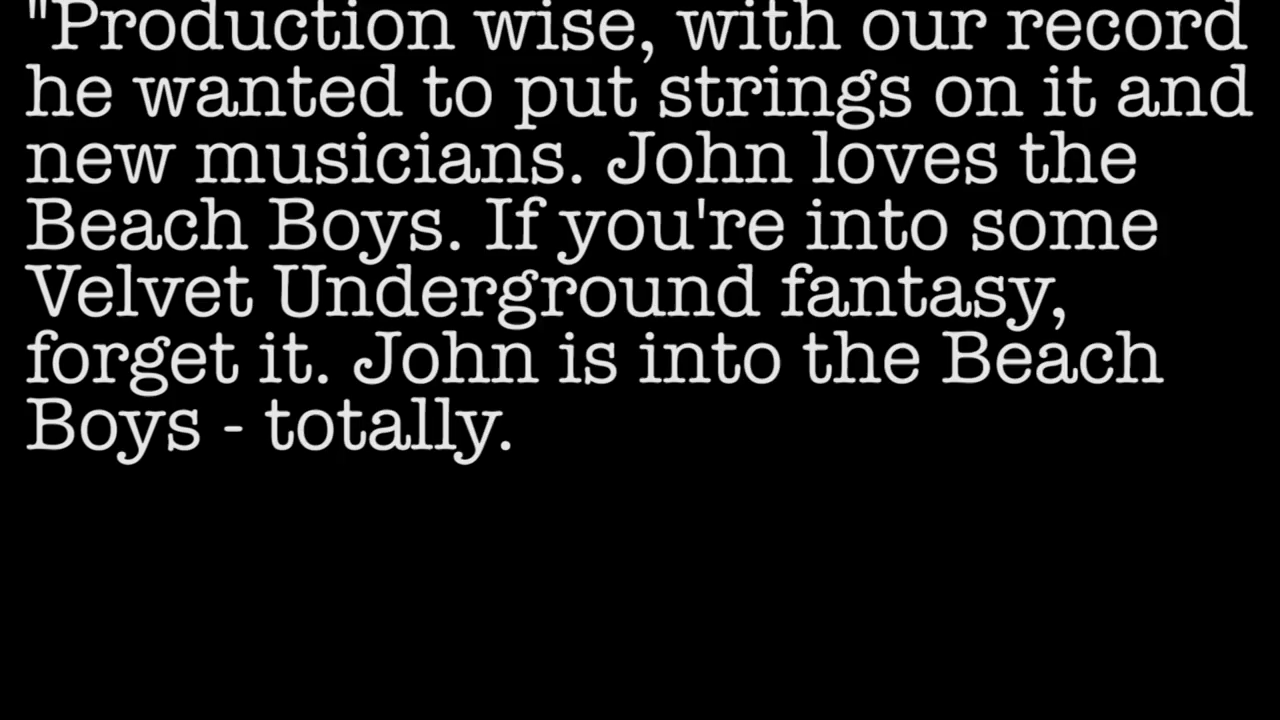 "Production wise, with our record
he wanted to put strings on it and
new musicians. John loves the
Beach Boys. If you're into some
Velvet Underground fantasy,
forget it. John is into the Beach
Boys - totally.